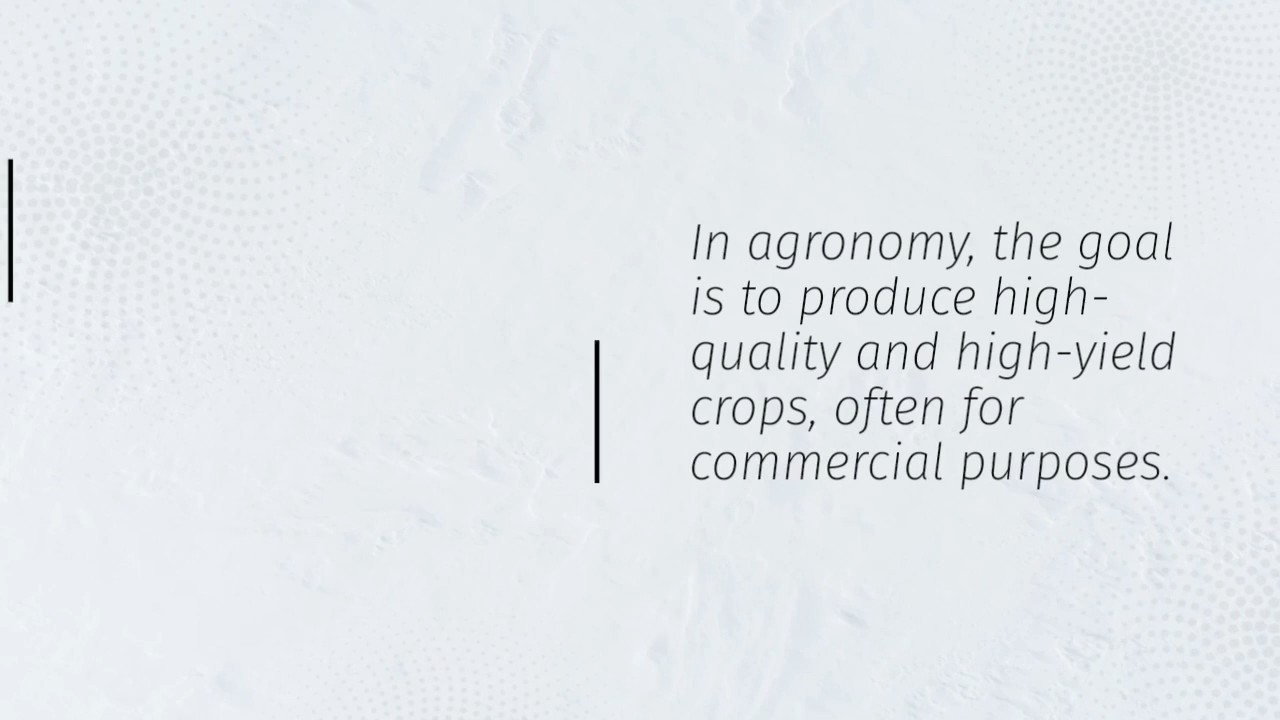 In agronomy, the goal
is to produce high-
quality and high-yield
crops, often for
commercial purposes.